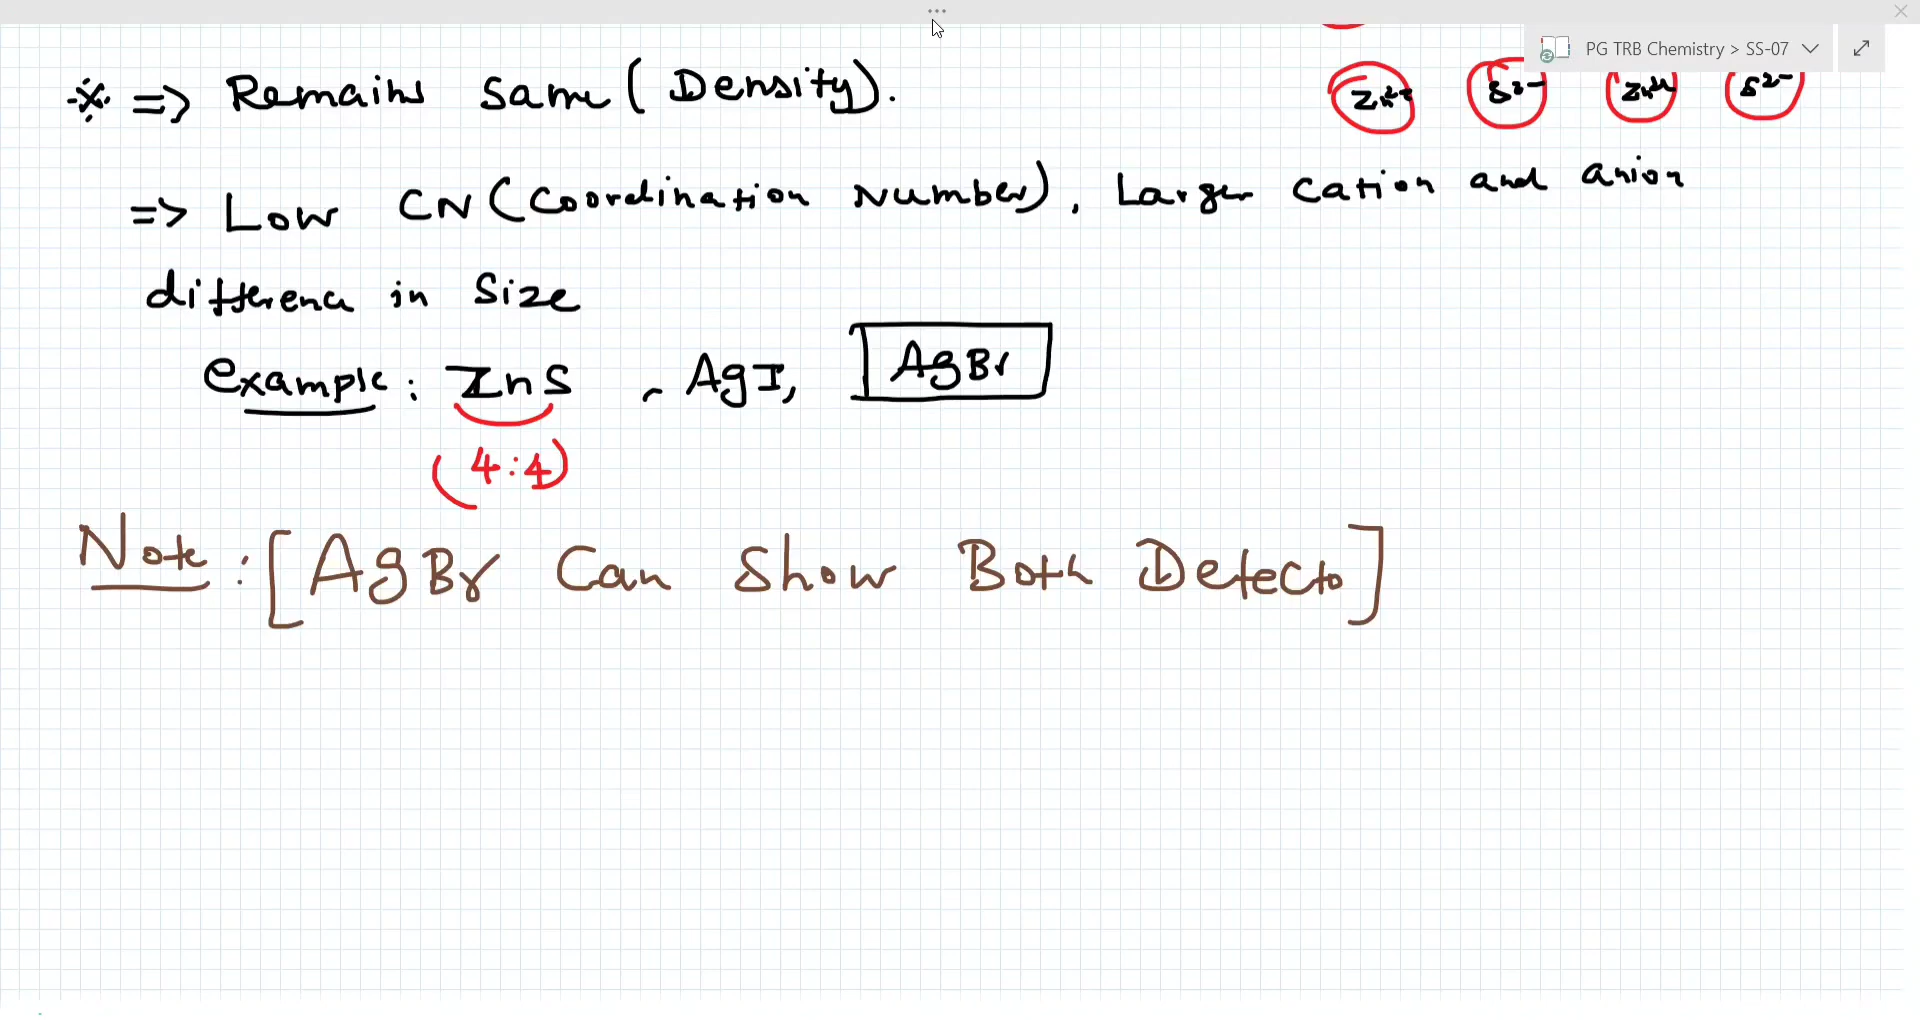 PG TRB Chemistry > SS-07
Zn²⁺ S²⁻ Zn²⁺ S²⁻
※ => Remains same (Density).
=> Low CN (Coordination Number), Larger cation and anion
difference in size
example: ZnS, AgI, AgBr
(4:4)
Note: [AgBr Can Show Both Defects]